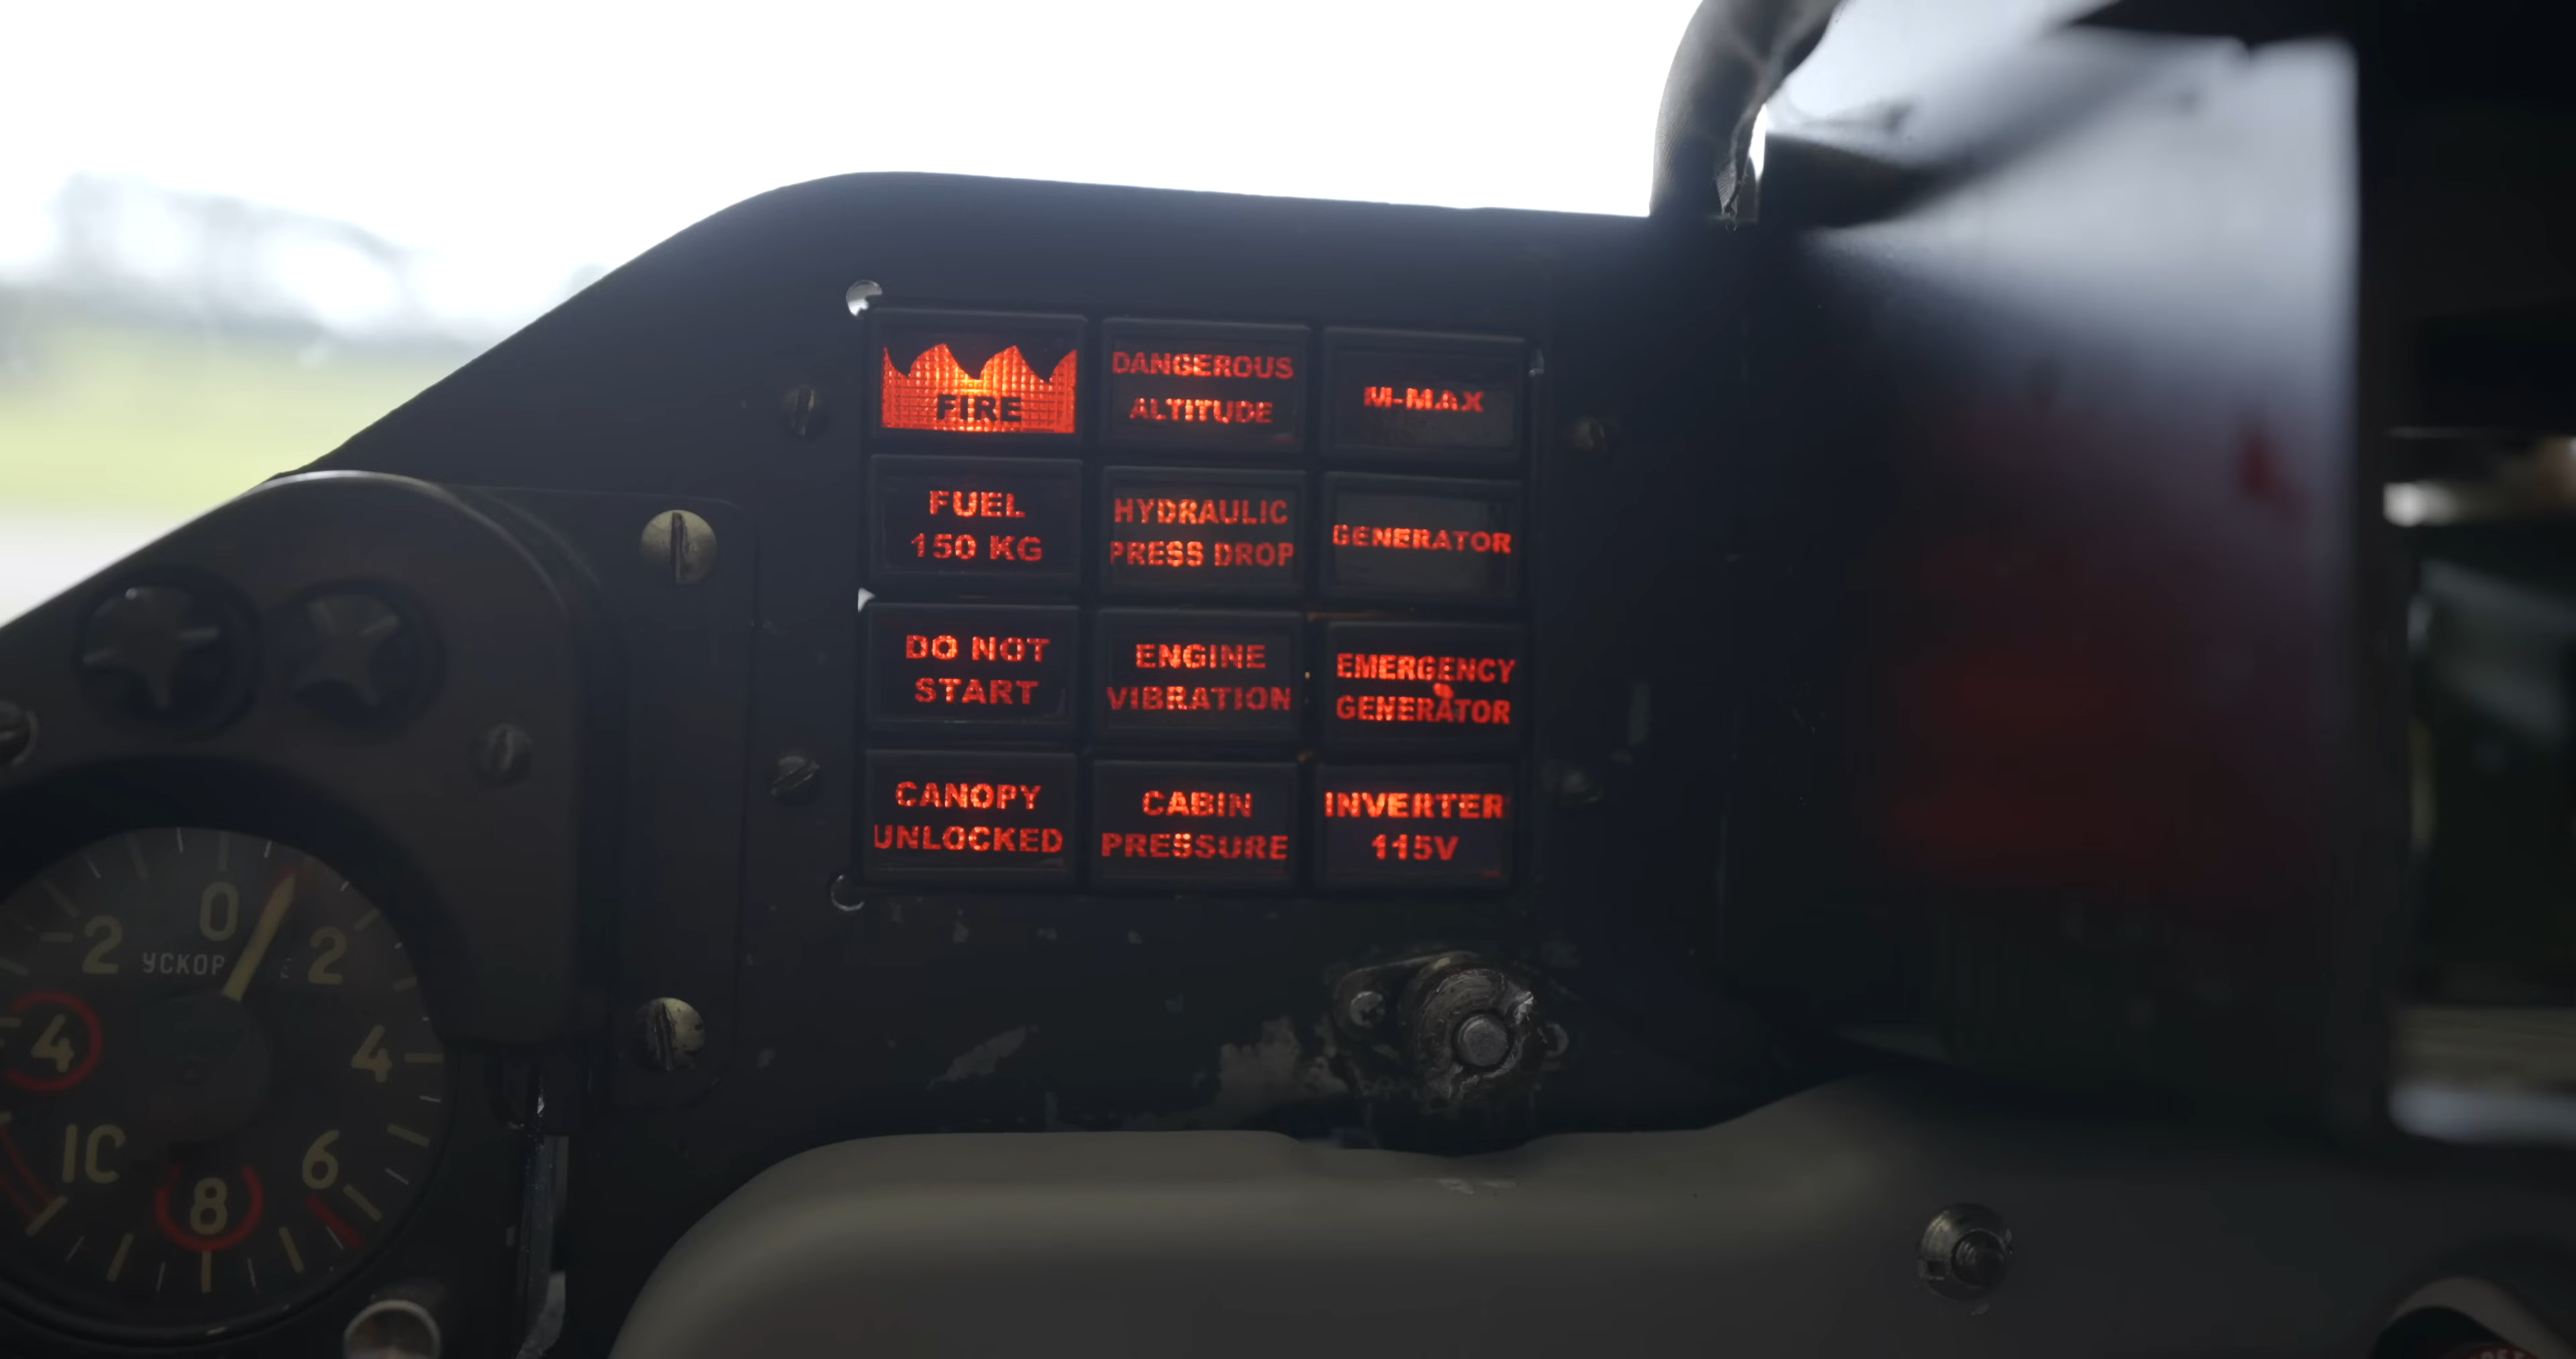 FIRE
DANGEROUS
ALTITUDE
M-MAX
FUEL
150 KG
HYDRAULIC
PRESS DROP
GENERATOR
DO NOT
START
ENGINE
VIBRATION
EMERGENCY
GENERATOR
CANOPY
UNLOCKED
CABIN
PRESSURE
INVERTER
115V
0
2
2
УСКОР
4
4
1C
6
8